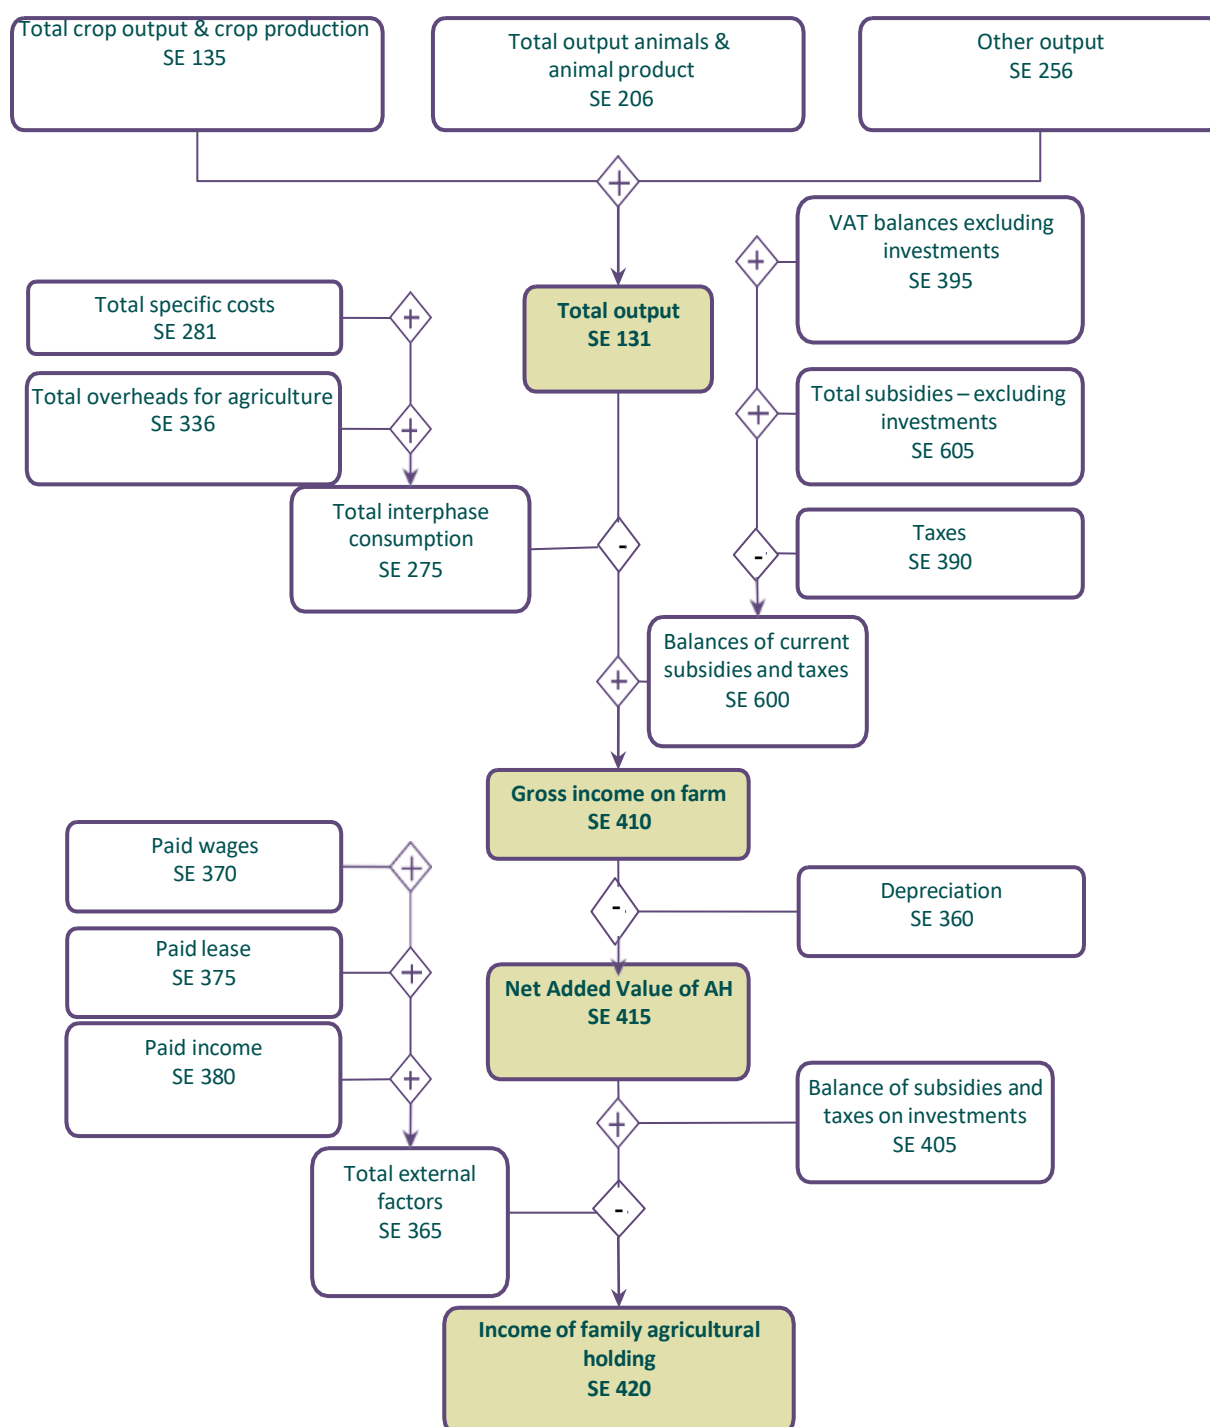 Total crop output & crop production
SE 135
Total output animals &
animal product
SE 206
Other output
SE 256
+
VAT balances excluding
investments
SE 395
+
Total specific costs
SE 281
+
Total output
SE 131
Total subsidies – excluding
investments
SE 605
+
Total overheads for agriculture
SE 336
+
Total interphase
consumption
SE 275
-
Taxes
SE 390
-
Balances of current
subsidies and taxes
SE 600
+
Gross income on farm
SE 410
Paid wages
SE 370
+
Depreciation
SE 360
-
Paid lease
SE 375
+
Net Added Value of AH
SE 415
Paid income
SE 380
+
Balance of subsidies and
taxes on investments
SE 405
+
Total external
factors
SE 365
-
Income of family agricultural
holding
SE 420